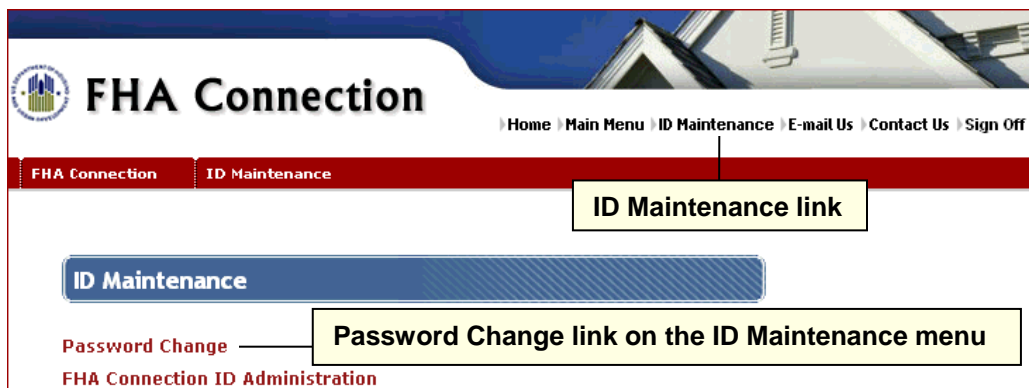 FHA Connection
Home Main Menu ID Maintenance E-mail Us Contact Us Sign Off
FHA Connection ID Maintenance
ID Maintenance link
ID Maintenance
Password Change link on the ID Maintenance menu
Password Change
FHA Connection ID Administration